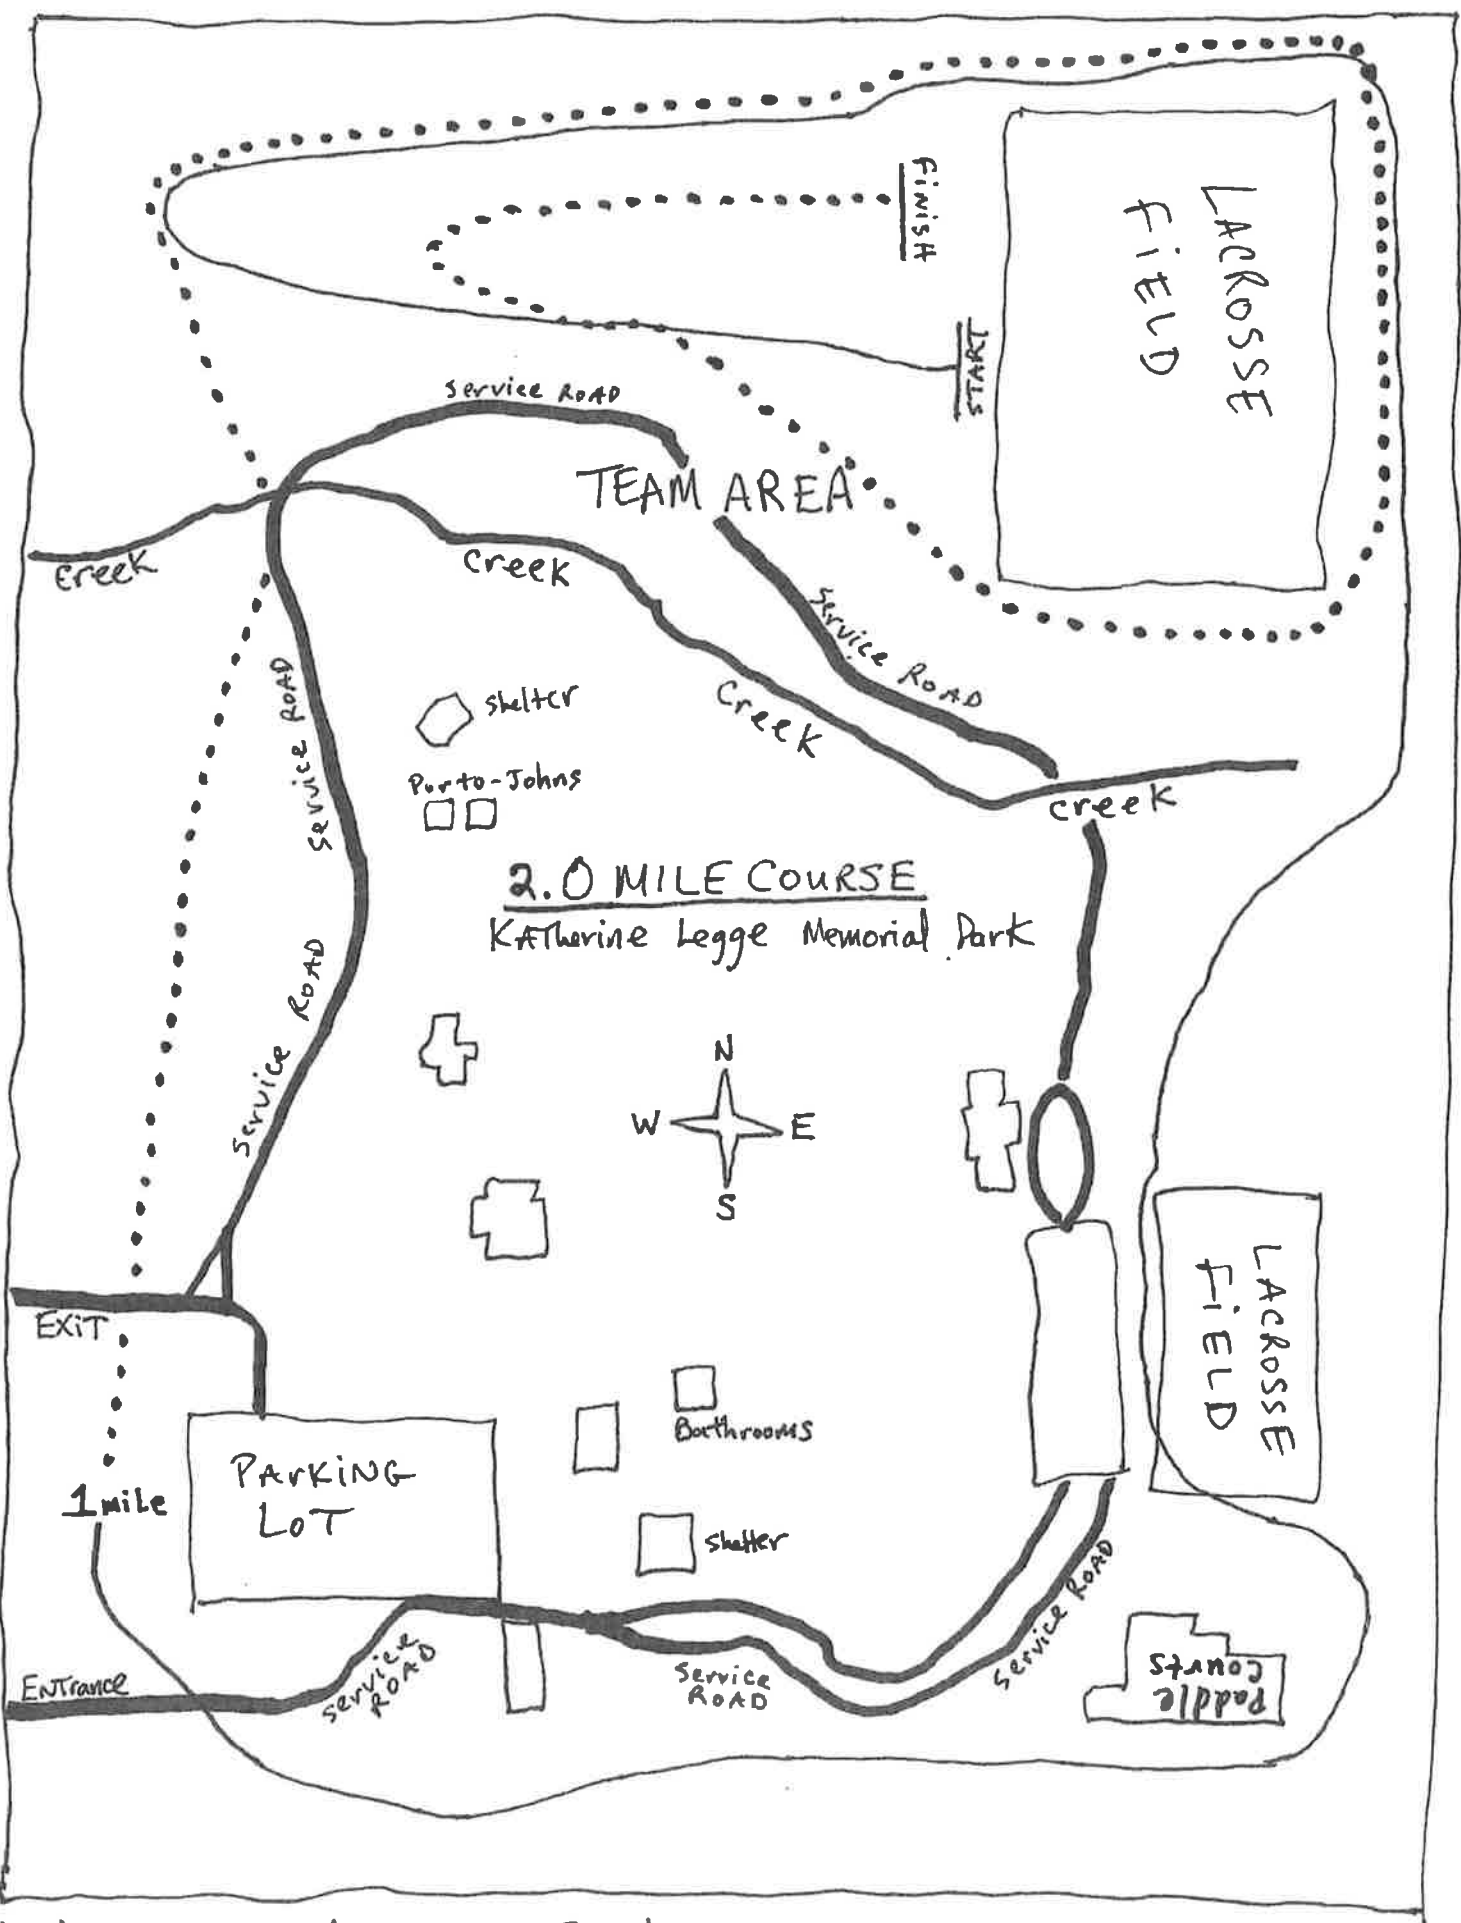 FiNisH
LACROSSE
FiELD
START
Service ROAD
TEAM AREA
Creek
Creek
Service ROAD
Service ROAD
Shelter
Creek
Porto-Johns
Creek
2.0 MILE COURSE
KATherine Legge Memorial Park
Service ROAD
N
W E
S
EXiT
LACROSSE
FiELD
Bathrooms
PArKiNG
LoT
1 mile
Shelter
Service ROAD
Paddle
Courts
Service
ROAD
Service
ROAD
ENTrance